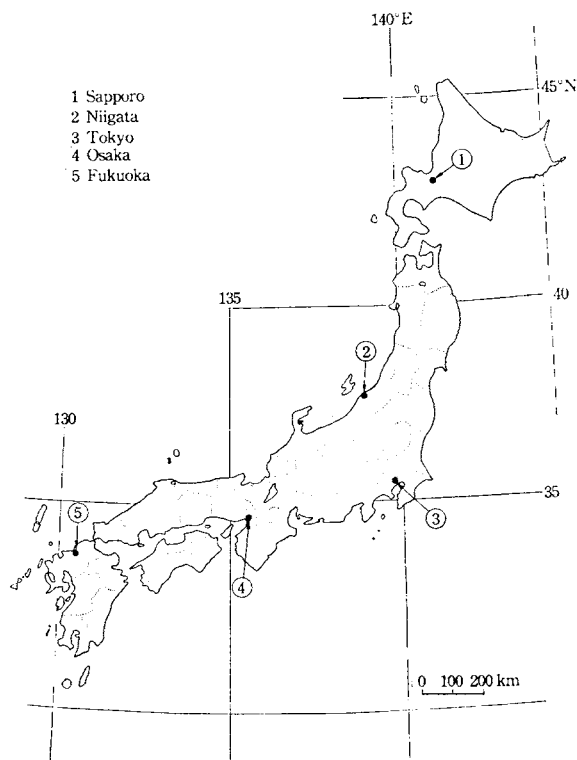 140°E
45°N
1 Sapporo
2 Niigata
3 Tokyo
4 Osaka
5 Fukuoka
1
135
40
2
130
35
5
3
4
0 100 200 km